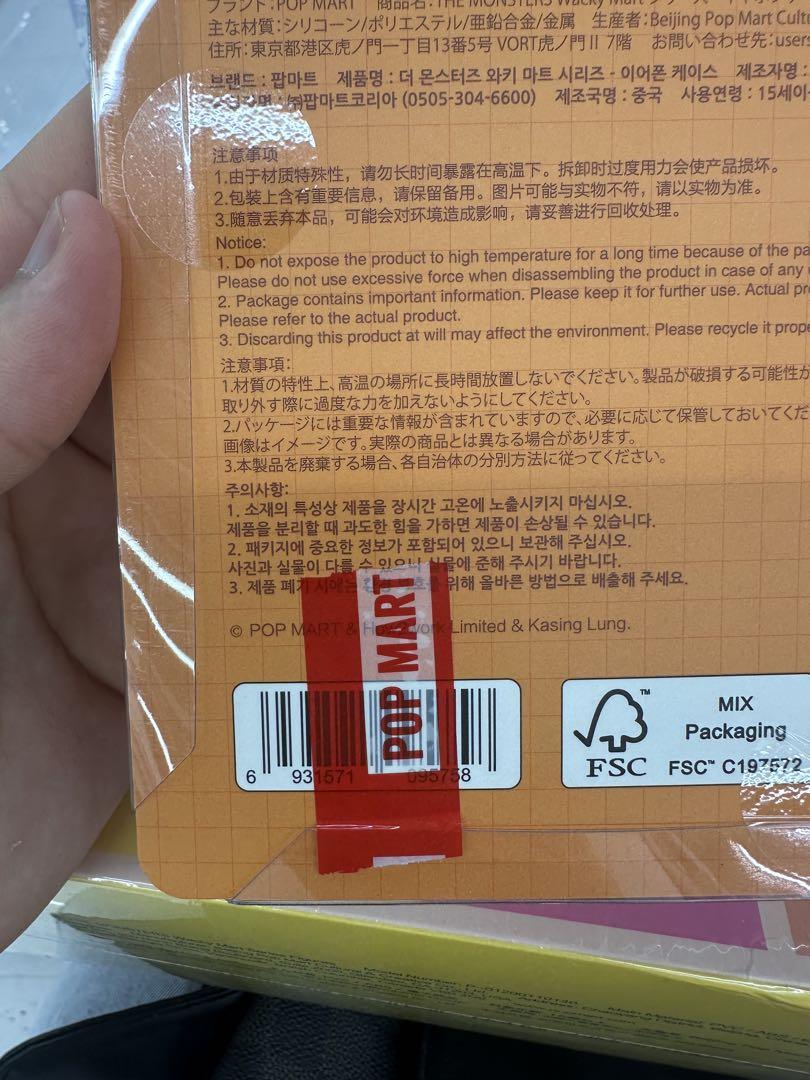 ブランド：POP MART 商品名：THE MONSTERS Wacky Mart シリーズ
主な材質：シリコーン/ポリエステル/亜鉛合金/金属 生産者：Beijing Pop Mart Cult
住所：東京都港区虎ノ門一丁目13番5号 VORT虎ノ門Ⅱ 7階 お問い合わせ先：users
브랜드 : 팝마트 제품명 : 더 몬스터즈 와키 마트 시리즈 - 이어폰 케이스 제조자명 :
㈜팝마트코리아 (0505-304-6600) 제조국명 : 중국 사용연령 : 15세이
注意事项
1.由于材质特殊性，请勿长时间暴露在高温下。拆卸时过度用力会使产品损坏。
2.包装上含有重要信息，请保留备用。图片可能与实物不符，请以实物为准。
3.随意丢弃本品，可能会对环境造成影响，请妥善进行回收处理。
Notice:
1. Do not expose the product to high temperature for a long time because of the pa
Please do not use excessive force when disassembling the product in case of any
2. Package contains important information. Please keep it for further use. Actual pr
Please refer to the actual product.
3. Discarding this product at will may affect the environment. Please recycle it prope
注意事項：
1.材質の特性上、高温の場所に長時間放置しないでください。製品が破損する可能性が
取り外す際に過度な力を加えないようにしてください。
2.パッケージには重要な情報が含まれていますので、必要に応じて保管しておいてくだ
画像はイメージです。実際の商品とは異なる場合があります。
3.本製品を廃棄する場合、各自治体の分別方法に従ってください。
주의사항:
1. 소재의 특성상 제품을 장시간 고온에 노출시키지 마십시오.
제품을 분리할 때 과도한 힘을 가하면 제품이 손상될 수 있습니다.
2. 패키지에 중요한 정보가 포함되어 있으니 보관해 주십시오.
사진과 실물이 다를 수 있으니 실물에 준해 주시기 바랍니다.
3. 제품 폐기 시에는 환경 보호를 위해 올바른 방법으로 배출해 주세요.
© POP MART & How2work Limited & Kasing Lung.
POP MART
6 931571 095758
FSC™
MIX
Packaging
FSC™ C197572